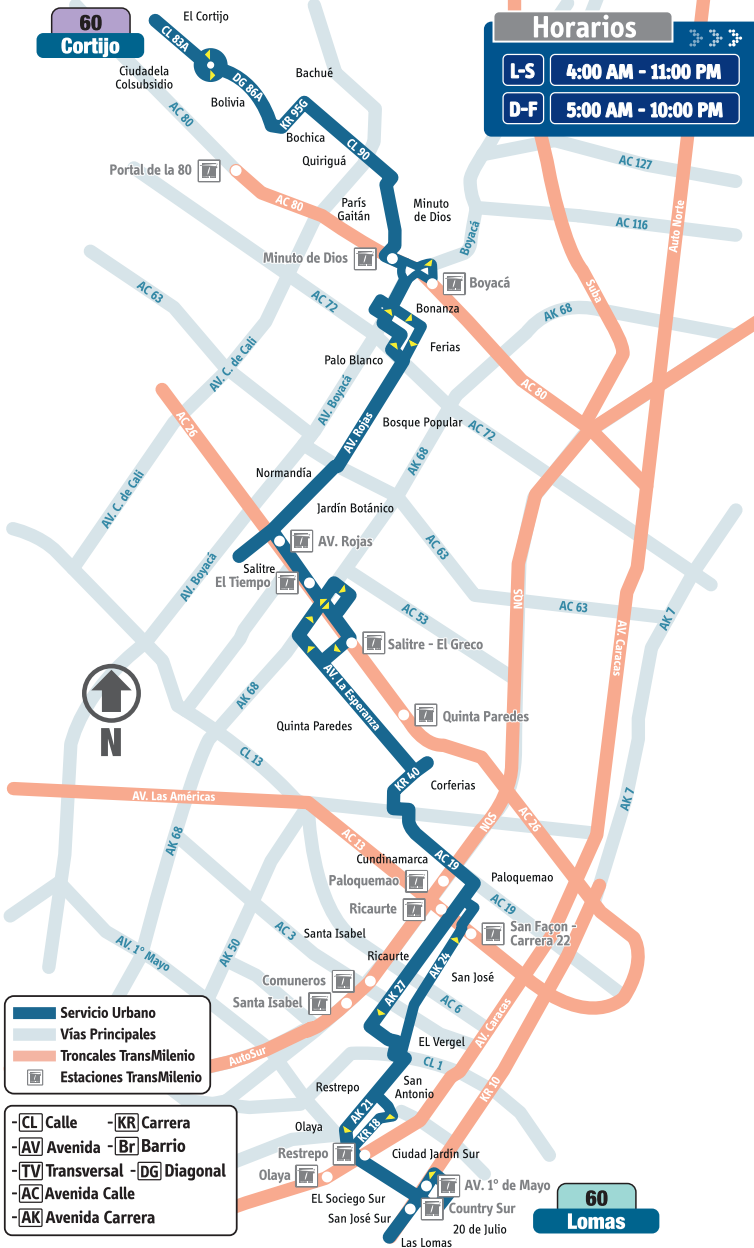 60
Cortijo
Horarios
L-S
4:00 AM - 11:00 PM
D-F
5:00 AM - 10:00 PM
El Cortijo
CL 83A
Ciudadela
Colsubsidio
DG 86A
Bolivia
Bachué
KR 95G
Bochica
Quiriguá
CL 90
AC 80
Portal de la 80
AC 80
París
Gaitán
Minuto
de Dios
AC 127
AC 116
Auto Norte
Boyacá
Minuto de Dios
Boyacá
Suba
AC 63
AC 72
Bonanza
AK 68
Ferias
AV. C. de Cali
Palo Blanco
AV. Boyacá
AC 80
AC 26
AV. Rojas
Bosque Popular
AC 72
AK 68
Normandía
AV. C. de Cali
Jardín Botánico
AC 63
AV. Rojas
Salitre
El Tiempo
AV. Boyacá
AC 63
NQS
AC 53
AK 7
AV. Caracas
Salitre - El Greco
AV. La Esperanza
AK 68
N
Quinta Paredes
Quinta Paredes
CL 13
KR 40
Corferias
AV. Las Américas
AK 7
AC 26
NQS
AC 13
AK 68
Cundinamarca
AC 19
Paloquemao
Paloquemao
AC 19
Ricaurte
San Façon -
Carrera 22
AC 3
Santa Isabel
AV. 1° Mayo
AK 50
Ricaurte
AK 24
San José
Comuneros
Santa Isabel
AK 27
AC 6
AV. Caracas
AutoSur
EL Vergel
CL 1
Servicio Urbano
Vías Principales
Troncales TransMilenio
Estaciones TransMilenio
Restrepo
San
Antonio
KR 10
AK 21
KR 18
Olaya
Restrepo
Ciudad Jardín Sur
Olaya
AV. 1° de Mayo
EL Sociego Sur
Country Sur
San José Sur
20 de Julio
Las Lomas
-CL Calle
-KR Carrera
-AV Avenida
-Br Barrio
-TV Transversal
-DG Diagonal
-AC Avenida Calle
-AK Avenida Carrera
60
Lomas